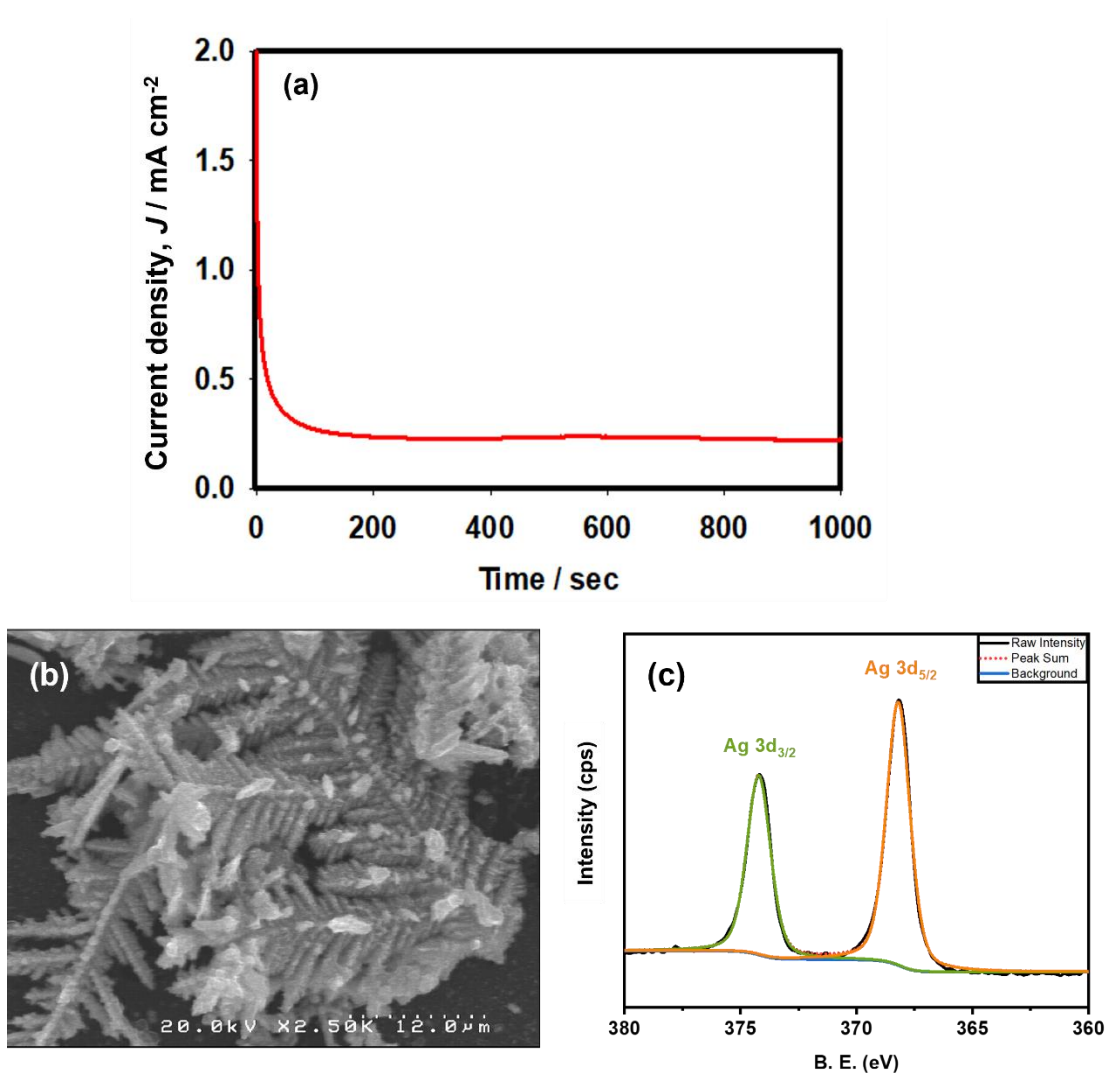 (a)
Current density, J / mA cm-2
2.0
1.5
1.0
0.5
0.0
0 200 400 600 800 1000
Time / sec
(b)
20.0kV X2.50K 12.0μm
(c)
Raw Intensity
Peak Sum
Background
Ag 3d5/2
Ag 3d3/2
Intensity (cps)
380 375 370 365 360
B. E. (eV)